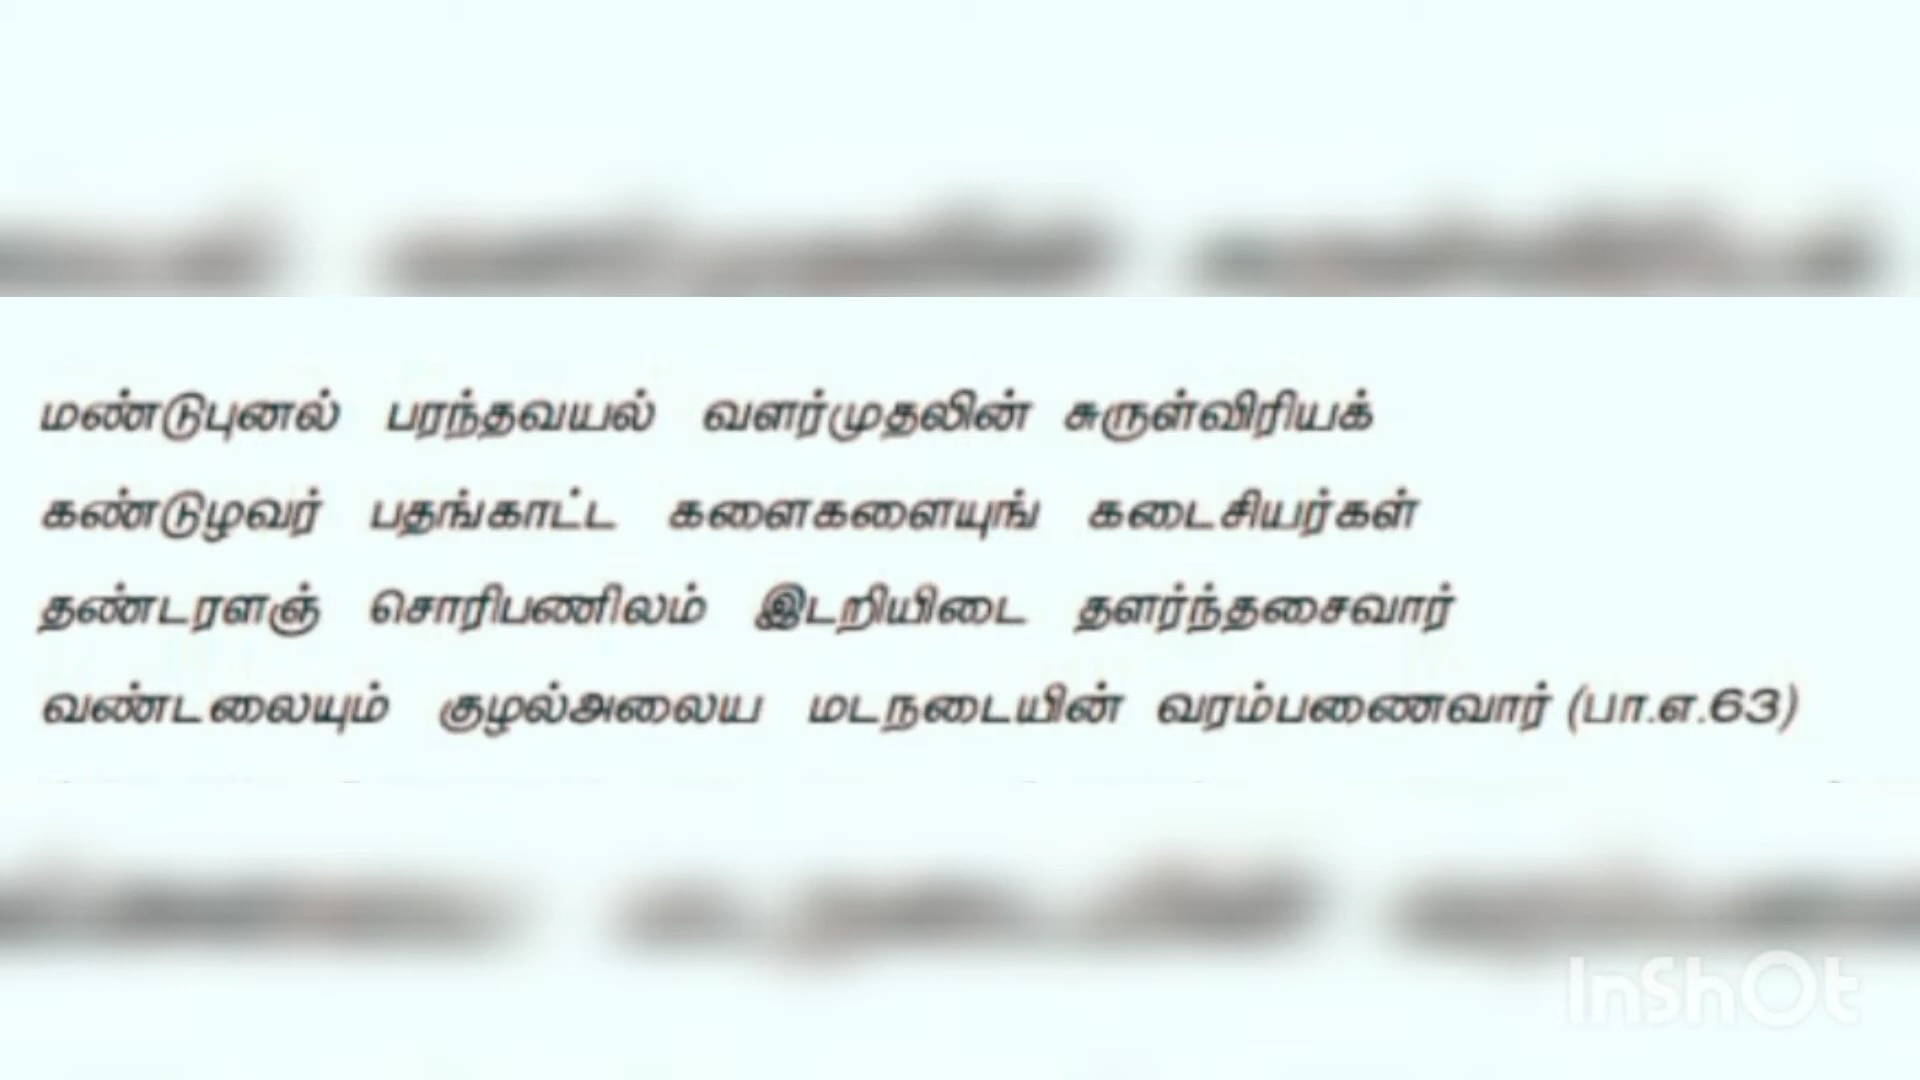 மண்டுபுனல் பரந்தவயல் வளர்முதலின் சுருள்விரியக்
கண்டுழவர் பதங்காட்ட களைகளையுங் கடைசியர்கள்
தண்டரளஞ் சொரிபணிலம் இடறியிடை தளர்ந்தசைவார்
வண்டலையும் குழல்அலைய மடநடையின் வரம்பணைவார் (பா.எ.63)
InShOt